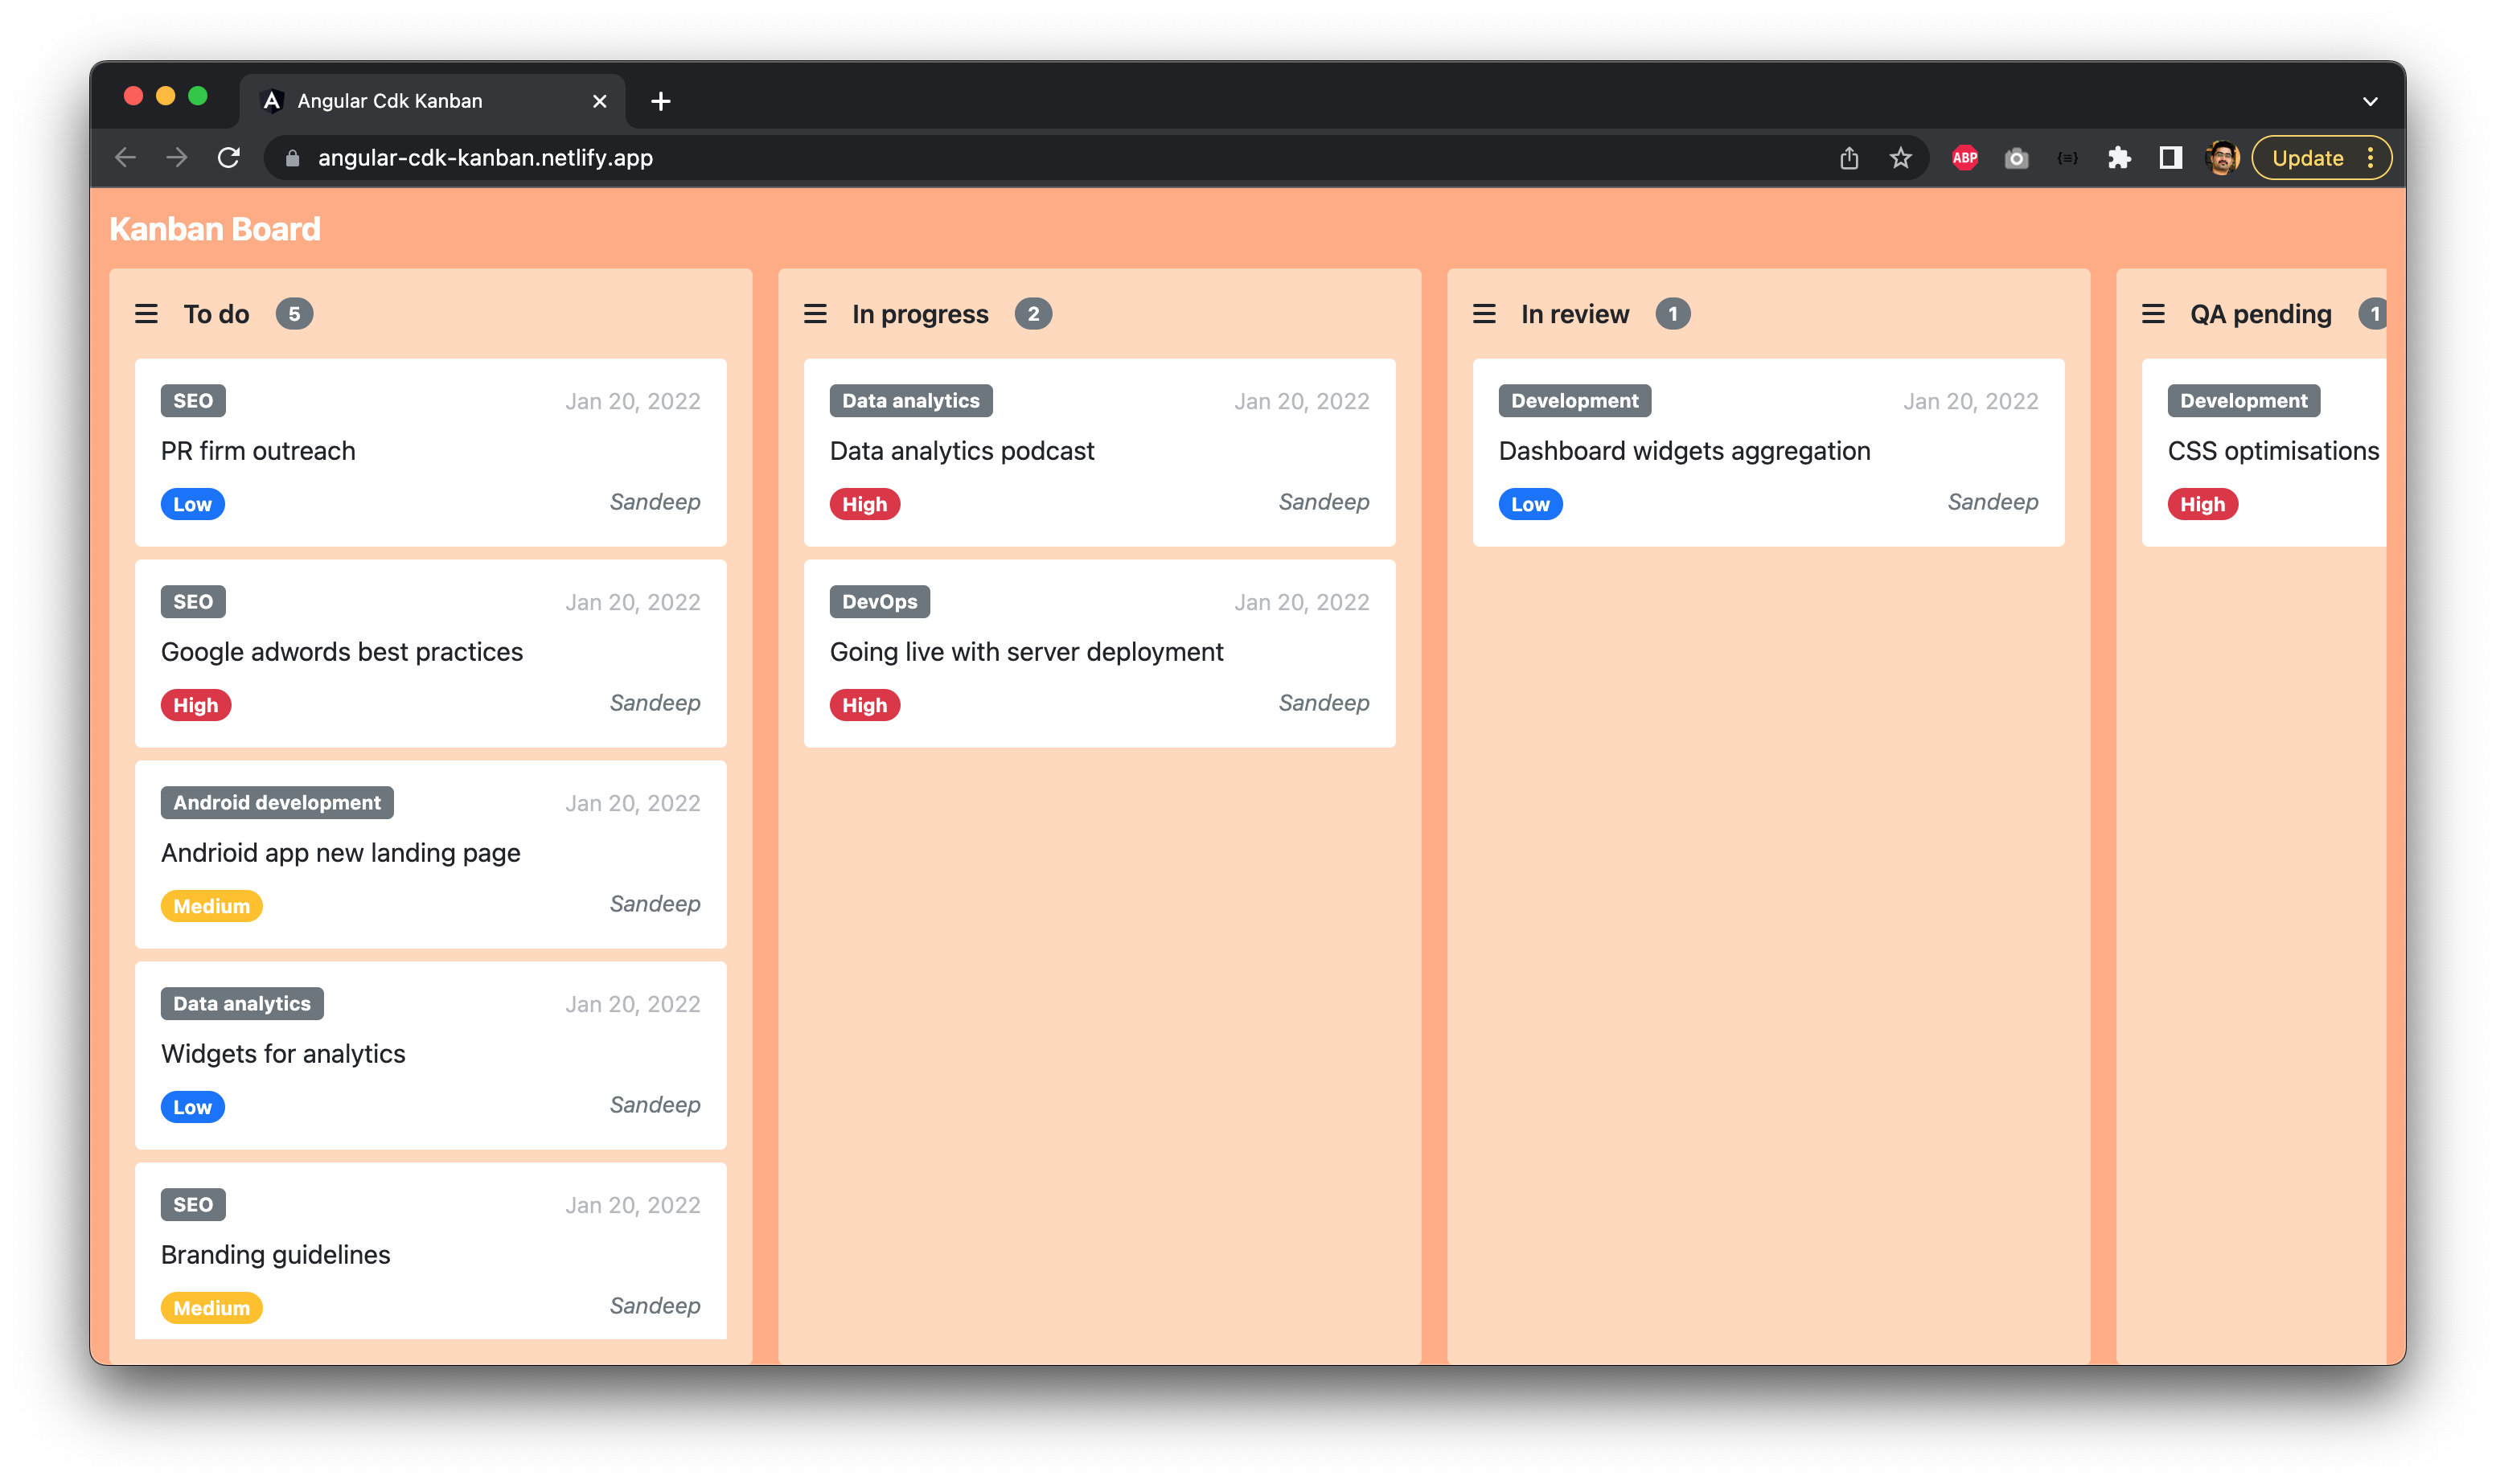 Angular Cdk Kanban
angular-cdk-kanban.netlify.app
ABP
Update
Kanban Board
To do 5
SEO Jan 20, 2022
PR firm outreach
Low Sandeep
SEO Jan 20, 2022
Google adwords best practices
High Sandeep
Android development Jan 20, 2022
Andrioid app new landing page
Medium Sandeep
Data analytics Jan 20, 2022
Widgets for analytics
Low Sandeep
SEO Jan 20, 2022
Branding guidelines
Medium Sandeep
In progress 2
Data analytics Jan 20, 2022
Data analytics podcast
High Sandeep
DevOps Jan 20, 2022
Going live with server deployment
High Sandeep
In review 1
Development Jan 20, 2022
Dashboard widgets aggregation
Low Sandeep
QA pending 1
Development
CSS optimisations
High